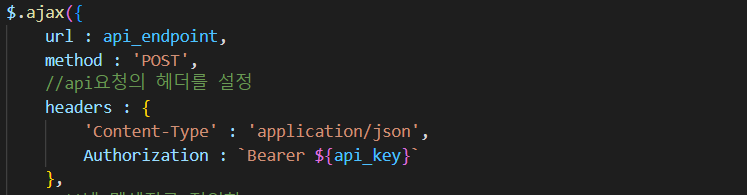 $.ajax({
url : api_endpoint,
method : 'POST',
//api요청의 헤더를 설정
headers : {
'Content-Type' : 'application/json',
Authorization : `Bearer ${api_key}`
},